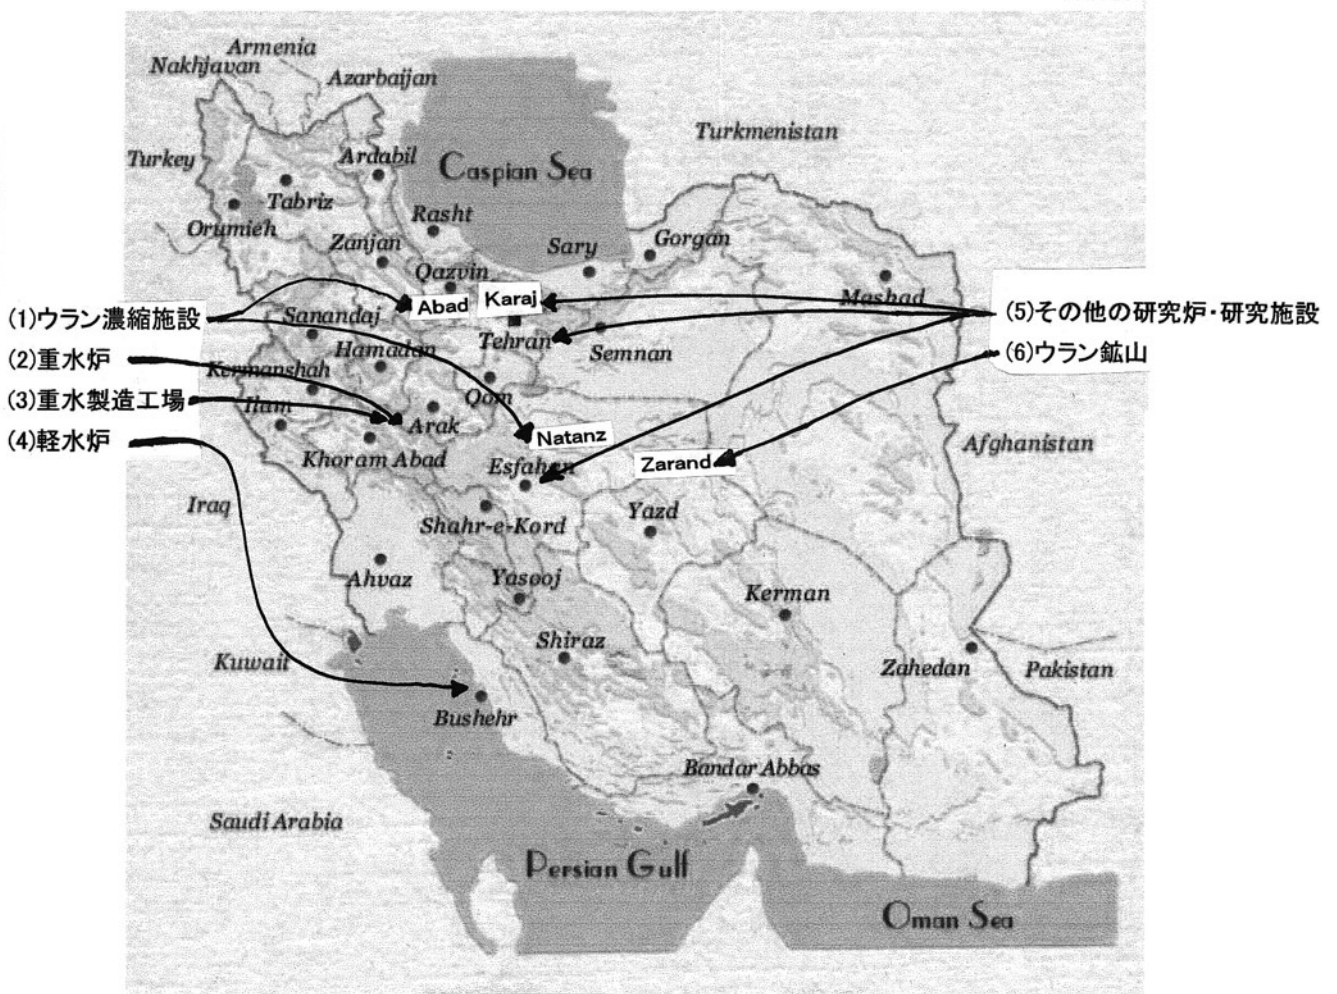 Armenia
Nakhjavan
Azarbaijan
Turkmenistan
Turkey
Ardabil
Caspian Sea
Tabriz
Orumieh
Rasht
Zanjan
Sary
Gorgan
Qazvin
Abad
Karaj
Mashad
(1)ウラン濃縮施設
Sanandaj
Tehran
(5)その他の研究炉・研究施設
Hamadan
Semnan
(2)重水炉
(6)ウラン鉱山
Kermanshah
Qom
(3)重水製造工場
Ilam
Arak
(4)軽水炉
Natanz
Afghanistan
Khoram Abad
Esfahan
Zarand
Iraq
Shahr-e-Kord
Yazd
Ahvaz
Yasooj
Kerman
Shiraz
Kuwait
Zahedan
Pakistan
Bushehr
Bandar Abbas
Saudi Arabia
Persian Gulf
Oman Sea